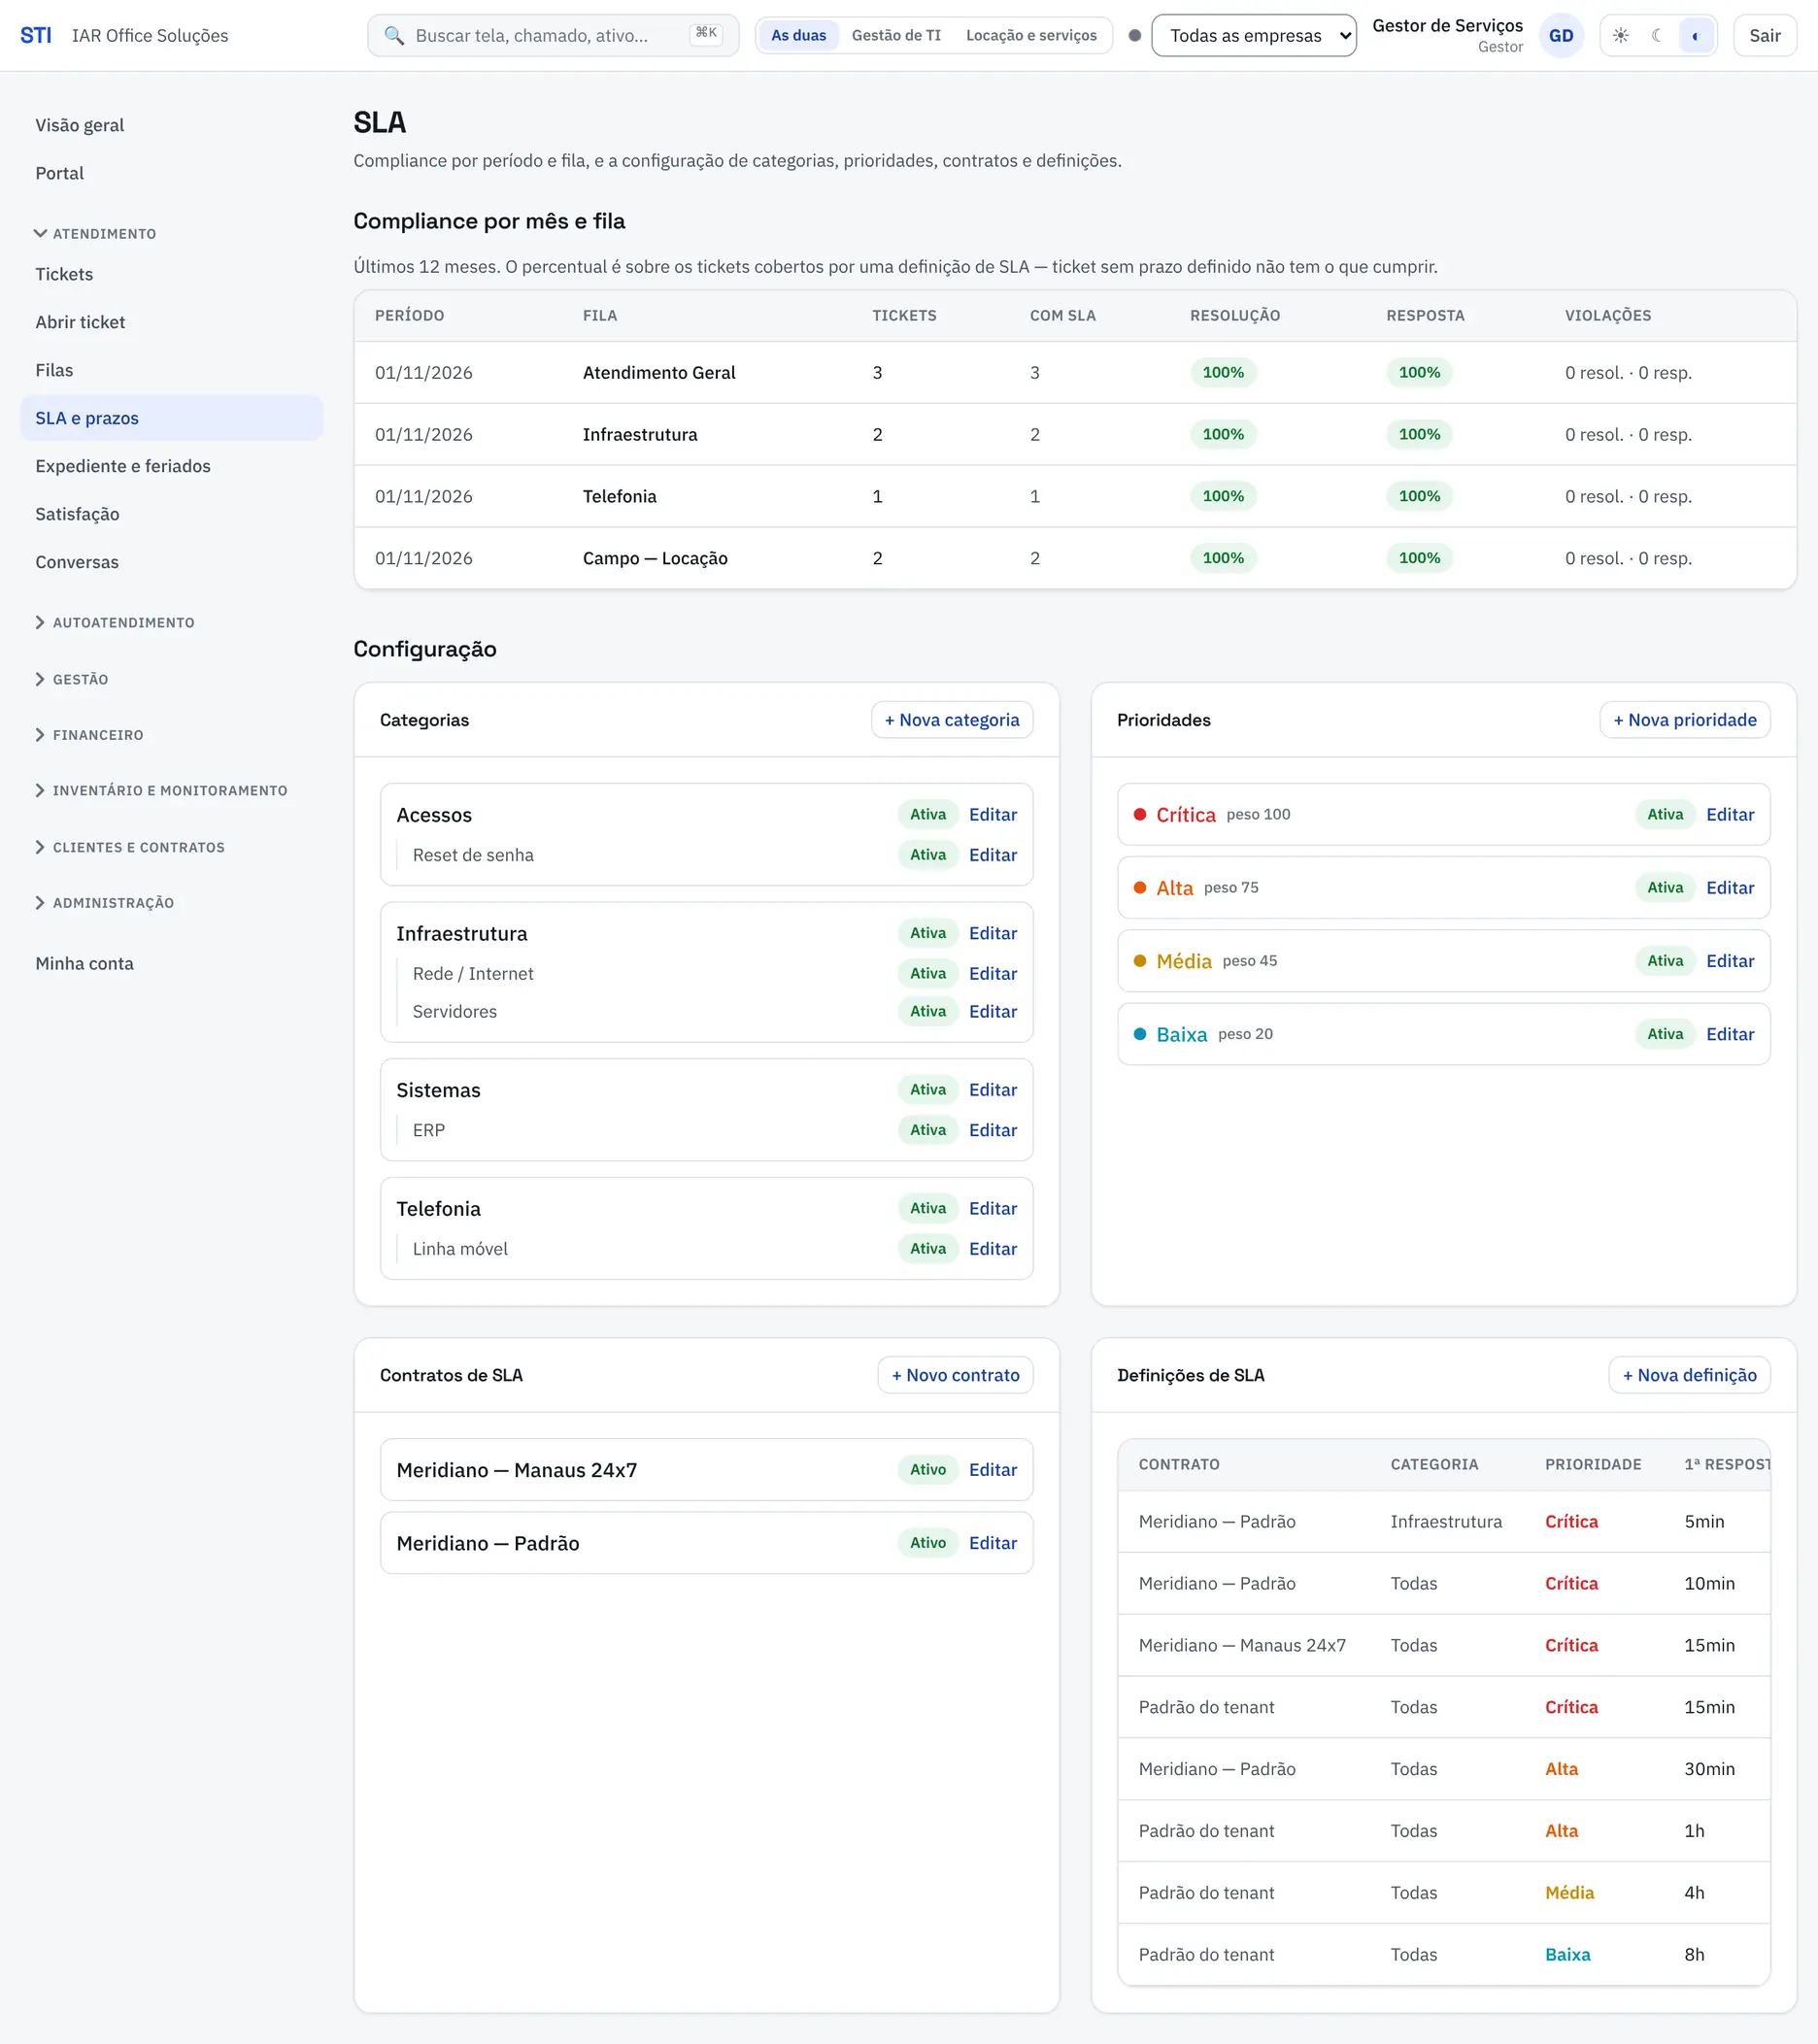 STI IAR Office Soluções
Buscar tela, chamado, ativo... ⌘K
As duas Gestão de TI Locação e serviços
Todas as empresas
Gestor de Serviços
Gestor
GD
Sair
Visão geral
Portal
ATENDIMENTO
Tickets
Abrir ticket
Filas
SLA e prazos
Expediente e feriados
Satisfação
Conversas
AUTOATENDIMENTO
GESTÃO
FINANCEIRO
INVENTÁRIO E MONITORAMENTO
CLIENTES E CONTRATOS
ADMINISTRAÇÃO
Minha conta
SLA
Compliance por período e fila, e a configuração de categorias, prioridades, contratos e definições.
Compliance por mês e fila
Últimos 12 meses. O percentual é sobre os tickets cobertos por uma definição de SLA — ticket sem prazo definido não tem o que cumprir.
PERÍODO FILA TICKETS COM SLA RESOLUÇÃO RESPOSTA VIOLAÇÕES
01/11/2026 Atendimento Geral 3 3 100% 100% 0 resol. · 0 resp.
01/11/2026 Infraestrutura 2 2 100% 100% 0 resol. · 0 resp.
01/11/2026 Telefonia 1 1 100% 100% 0 resol. · 0 resp.
01/11/2026 Campo — Locação 2 2 100% 100% 0 resol. · 0 resp.
Configuração
Categorias + Nova categoria
Acessos Ativa Editar
Reset de senha Ativa Editar
Infraestrutura Ativa Editar
Rede / Internet Ativa Editar
Servidores Ativa Editar
Sistemas Ativa Editar
ERP Ativa Editar
Telefonia Ativa Editar
Linha móvel Ativa Editar
Prioridades + Nova prioridade
Crítica peso 100 Ativa Editar
Alta peso 75 Ativa Editar
Média peso 45 Ativa Editar
Baixa peso 20 Ativa Editar
Contratos de SLA + Novo contrato
Meridiano — Manaus 24x7 Ativo Editar
Meridiano — Padrão Ativo Editar
Definições de SLA + Nova definição
CONTRATO CATEGORIA PRIORIDADE 1ª RESPOST
Meridiano — Padrão Infraestrutura Crítica 5min
Meridiano — Padrão Todas Crítica 10min
Meridiano — Manaus 24x7 Todas Crítica 15min
Padrão do tenant Todas Crítica 15min
Meridiano — Padrão Todas Alta 30min
Padrão do tenant Todas Alta 1h
Padrão do tenant Todas Média 4h
Padrão do tenant Todas Baixa 8h